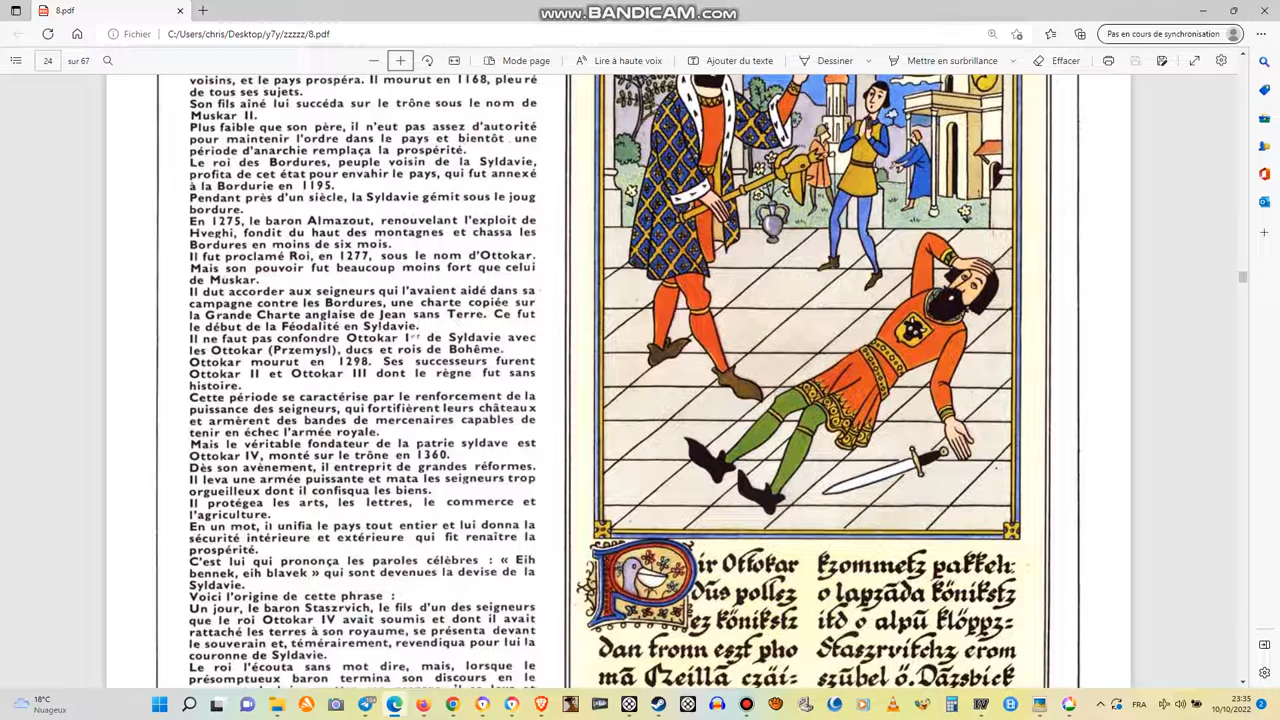 8.pdf
www.BANDICAM.com
Fichier
C:/Users/chris/Desktop/y7y/zzzzz/8.pdf
Pas en cours de synchronisation
24
sur 67
Mode page
Lire à haute voix
Ajouter du texte
Dessiner
Mettre en surbrillance
Effacer
voisins, et le pays prospéra. Il mourut en 1168, pleuré
de tous ses sujets.
Son fils aîné lui succéda sur le trône sous le nom de
Muskar II.
Plus faible que son père, il n'eut pas assez d'autorité
pour maintenir l'ordre dans le pays et bientôt une
période d'anarchie remplaça la prospérité.
Le roi des Bordures, peuple voisin de la Syldavie,
profita de cet état pour envahir le pays, qui fut annexé
à la Bordurie en 1195.
Pendant près d'un siècle, la Syldavie gémit sous le joug
bordure.
En 1275, le baron Almazout, renouvelant l'exploit de
Hveghi, fondit du haut des montagnes et chassa les
Bordures en moins de six mois.
Il fut proclamé Roi, en 1277, sous le nom d'Ottokar.
Mais son pouvoir fut beaucoup moins fort que celui
de Muskar.
Il dut accorder aux seigneurs qui l'avaient aidé dans sa
campagne contre les Bordures, une charte copiée sur
la Grande Charte anglaise de Jean sans Terre. Ce fut
le début de la Féodalité en Syldavie.
Il ne faut pas confondre Ottokar Ier de Syldavie avec
les Ottokar (Przemysl), ducs et rois de Bohême.
Ottokar mourut en 1298. Ses successeurs furent
Ottokar II et Ottokar III dont le règne fut sans
histoire.
Cette période se caractérise par le renforcement de la
puissance des seigneurs, qui fortifièrent leurs châteaux
et armèrent des bandes de mercenaires capables de
tenir en échec l'armée royale.
Mais le véritable fondateur de la patrie syldave est
Ottokar IV, monté sur le trône en 1360.
Dès son avènement, il entreprit de grandes réformes.
Il leva une armée puissante et mata les seigneurs trop
orgueilleux dont il confisqua les biens.
Il protégea les arts, les lettres, le commerce et
l'agriculture.
En un mot, il unifia le pays tout entier et lui donna la
sécurité intérieure et extérieure qui fit renaître la
prospérité.
C'est lui qui prononça les paroles célèbres : « Eih
bennek, eih blavek » qui sont devenues la devise de la
Syldavie.
Voici l'origine de cette phrase :
Un jour, le baron Staszrvich, le fils d'un des seigneurs
que le roi Ottokar IV avait soumis et dont il avait
rattaché les terres à son royaume, se présenta devant
le souverain et, témérairement, revendiqua pour lui la
couronne de Syldavie.
Le roi l'écouta sans mot dire, mais, lorsque le
présomptueux baron termina son discours en le
Pir Ottokar
dûs pollsz
ez könikstz
dan tronn eszt pho
mã Czeillã czäi-
kzommetz pakkeh:
o lapzãda könikstz
itd o alpû klöppz-
Staszrvitchz erom
szûbel ö. Dãzsbick
18°C
Nuageux
FRA
23:35
10/10/2022